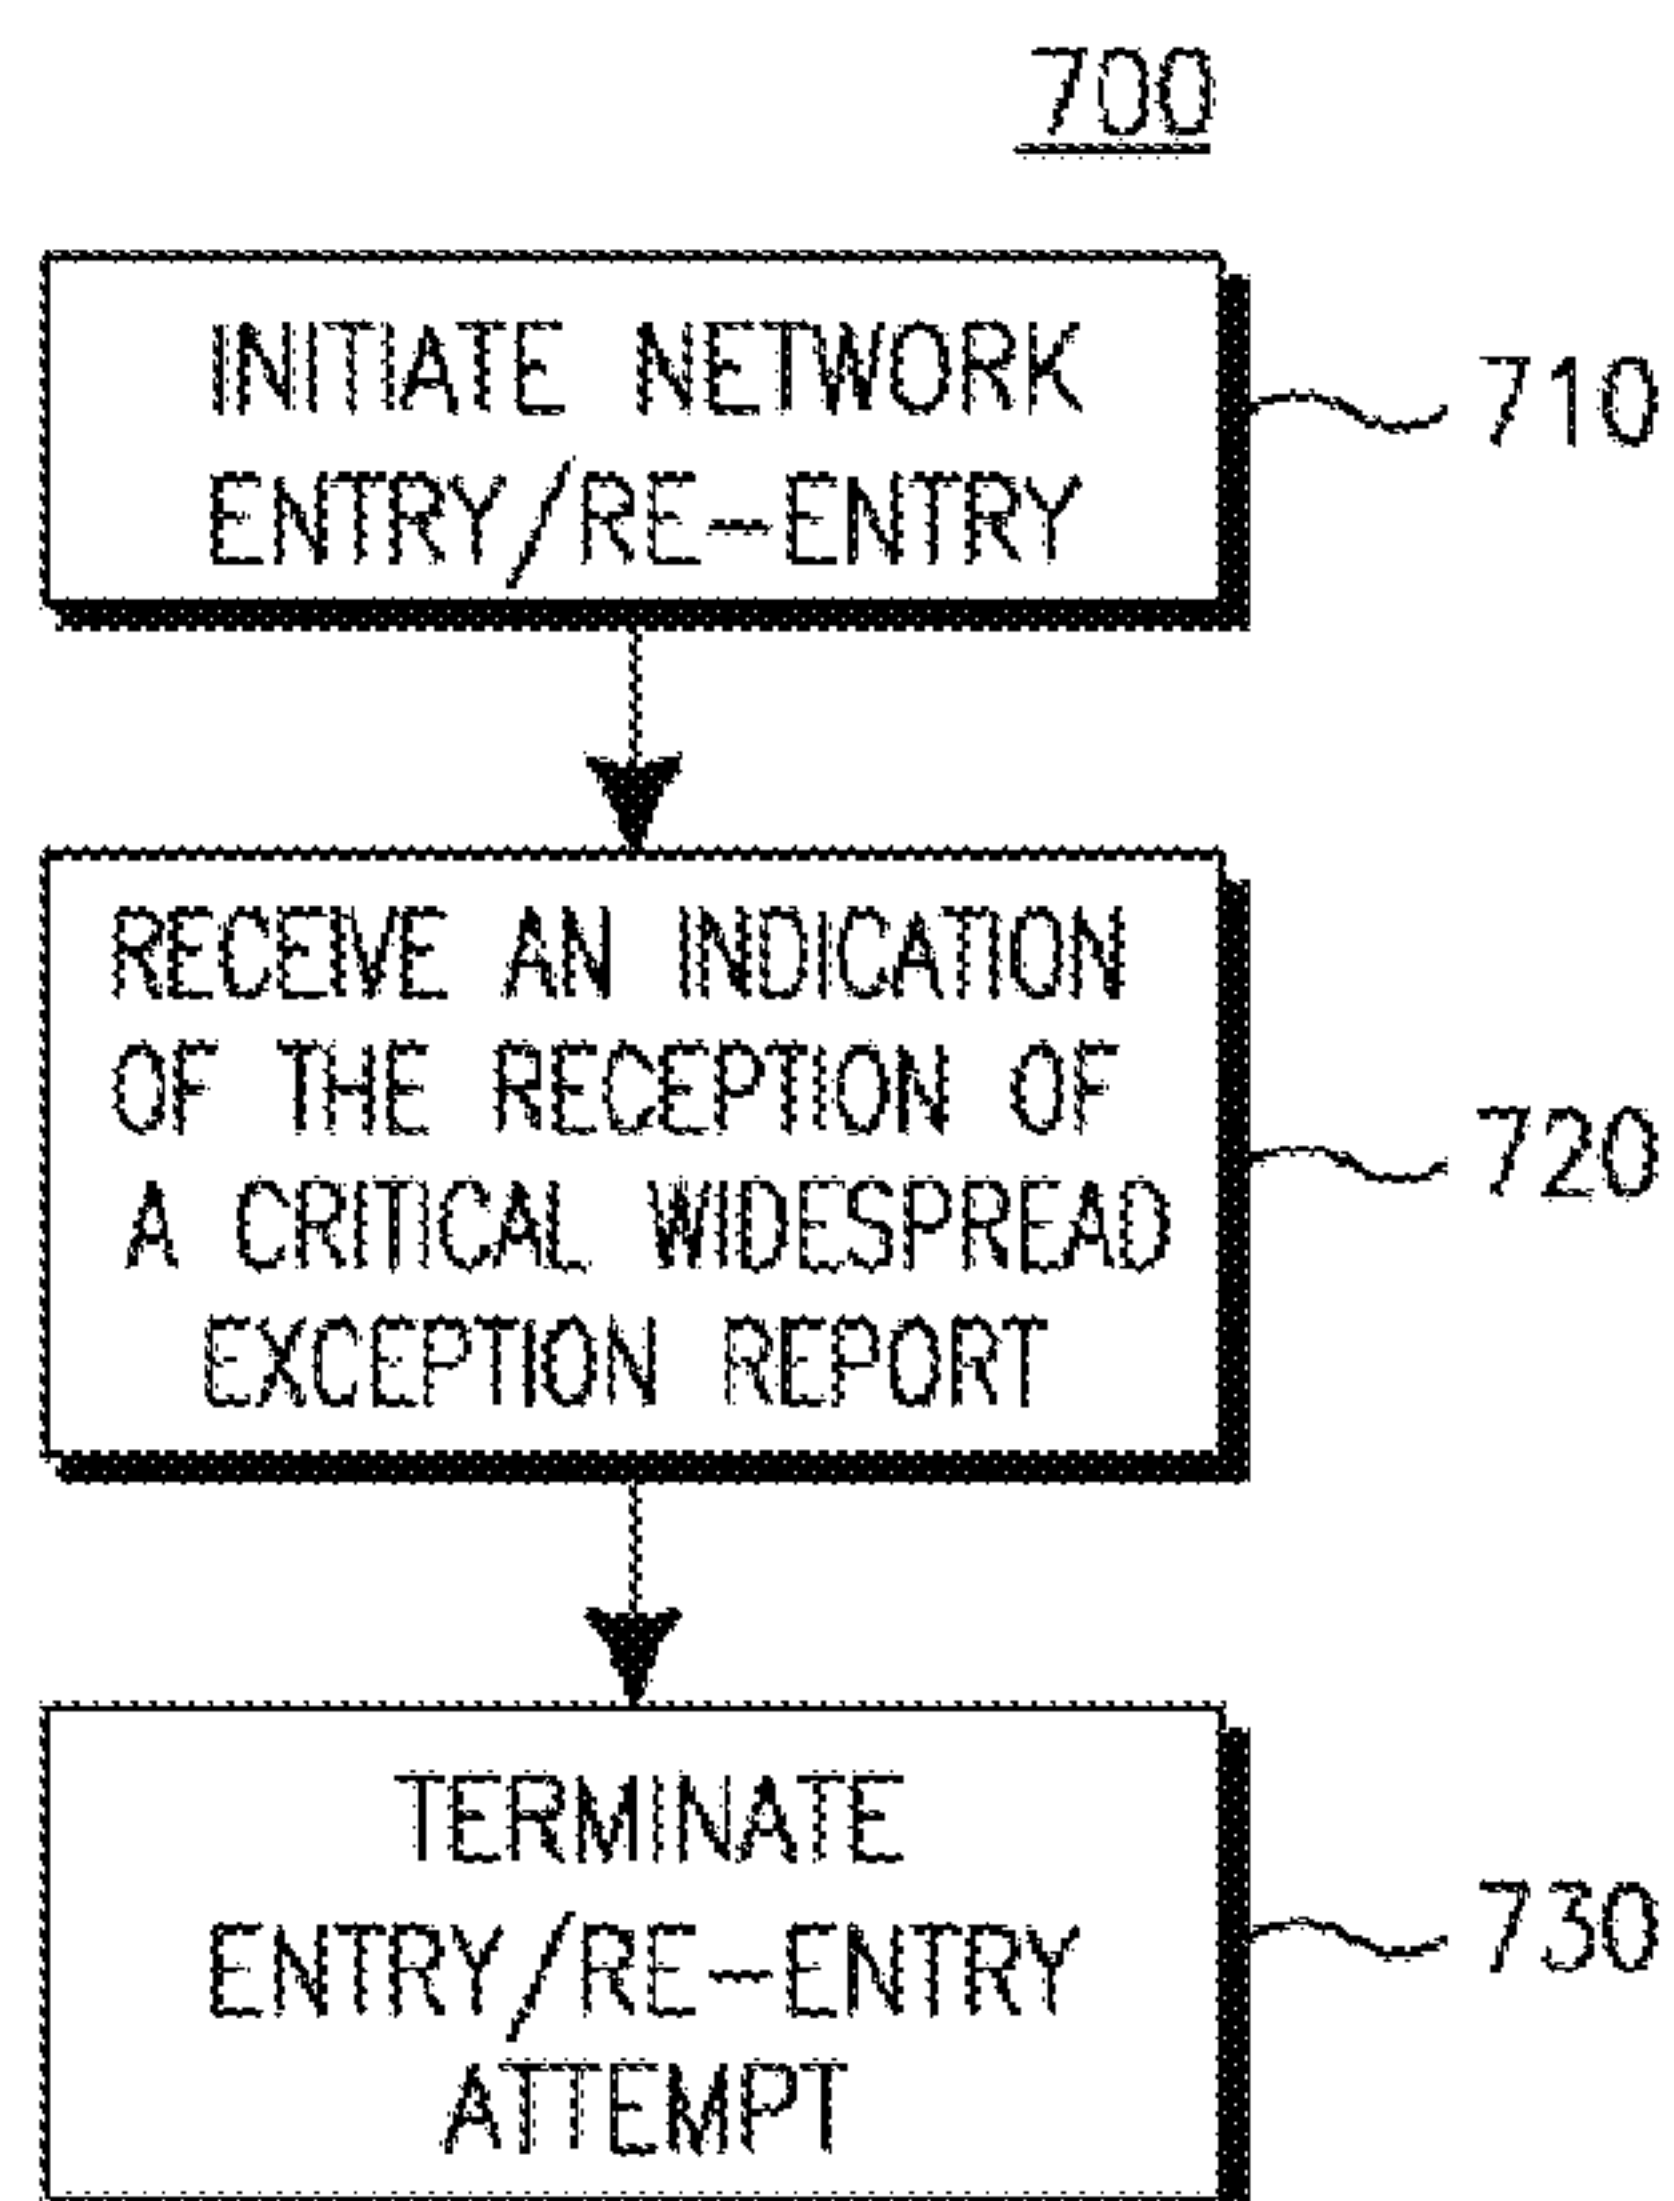 700
INITIATE NETWORK
ENTRY/RE-ENTRY
710
RECEIVE AN INDICATION
OF THE RECEPTION OF
A CRITICAL WIDESPREAD
EXCEPTION REPORT
720
TERMINATE
ENTRY/RE-ENTRY
ATTEMPT
730